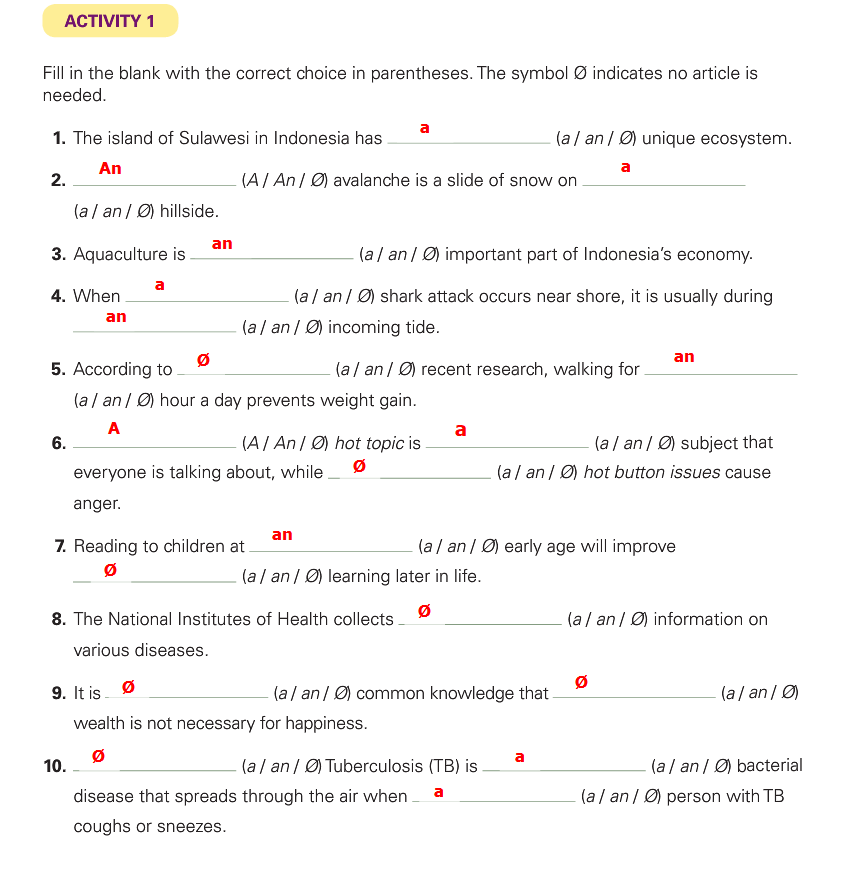 ACTIVITY 1
Fill in the blank with the correct choice in parentheses. The symbol Ø indicates no article is
needed.
1. The island of Sulawesi in Indonesia has a (a / an / Ø) unique ecosystem.
2. An (A / An / Ø) avalanche is a slide of snow on a
(a / an / Ø) hillside.
3. Aquaculture is an (a / an / Ø) important part of Indonesia's economy.
4. When a (a / an / Ø) shark attack occurs near shore, it is usually during
an (a / an / Ø) incoming tide.
5. According to Ø (a / an / Ø) recent research, walking for an
(a / an / Ø) hour a day prevents weight gain.
6. A (A / An / Ø) hot topic is a (a / an / Ø) subject that
everyone is talking about, while Ø (a / an / Ø) hot button issues cause
anger.
7. Reading to children at an (a / an / Ø) early age will improve
Ø (a / an / Ø) learning later in life.
8. The National Institutes of Health collects Ø (a / an / Ø) information on
various diseases.
9. It is Ø (a / an / Ø) common knowledge that Ø (a / an / Ø)
wealth is not necessary for happiness.
10. Ø (a / an / Ø) Tuberculosis (TB) is a (a / an / Ø) bacterial
disease that spreads through the air when a (a / an / Ø) person with TB
coughs or sneezes.